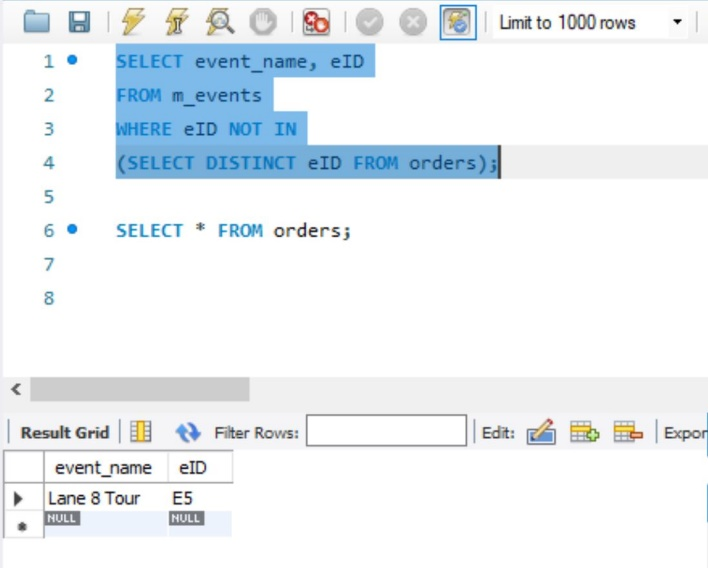 Limit to 1000 rows
1 SELECT event_name, eID
2 FROM m_events
3 WHERE eID NOT IN
4 (SELECT DISTINCT eID FROM orders);
5
6 SELECT * FROM orders;
7
8
Result Grid Filter Rows: Edit: Expor
event_name eID
Lane 8 Tour E5
NULL NULL